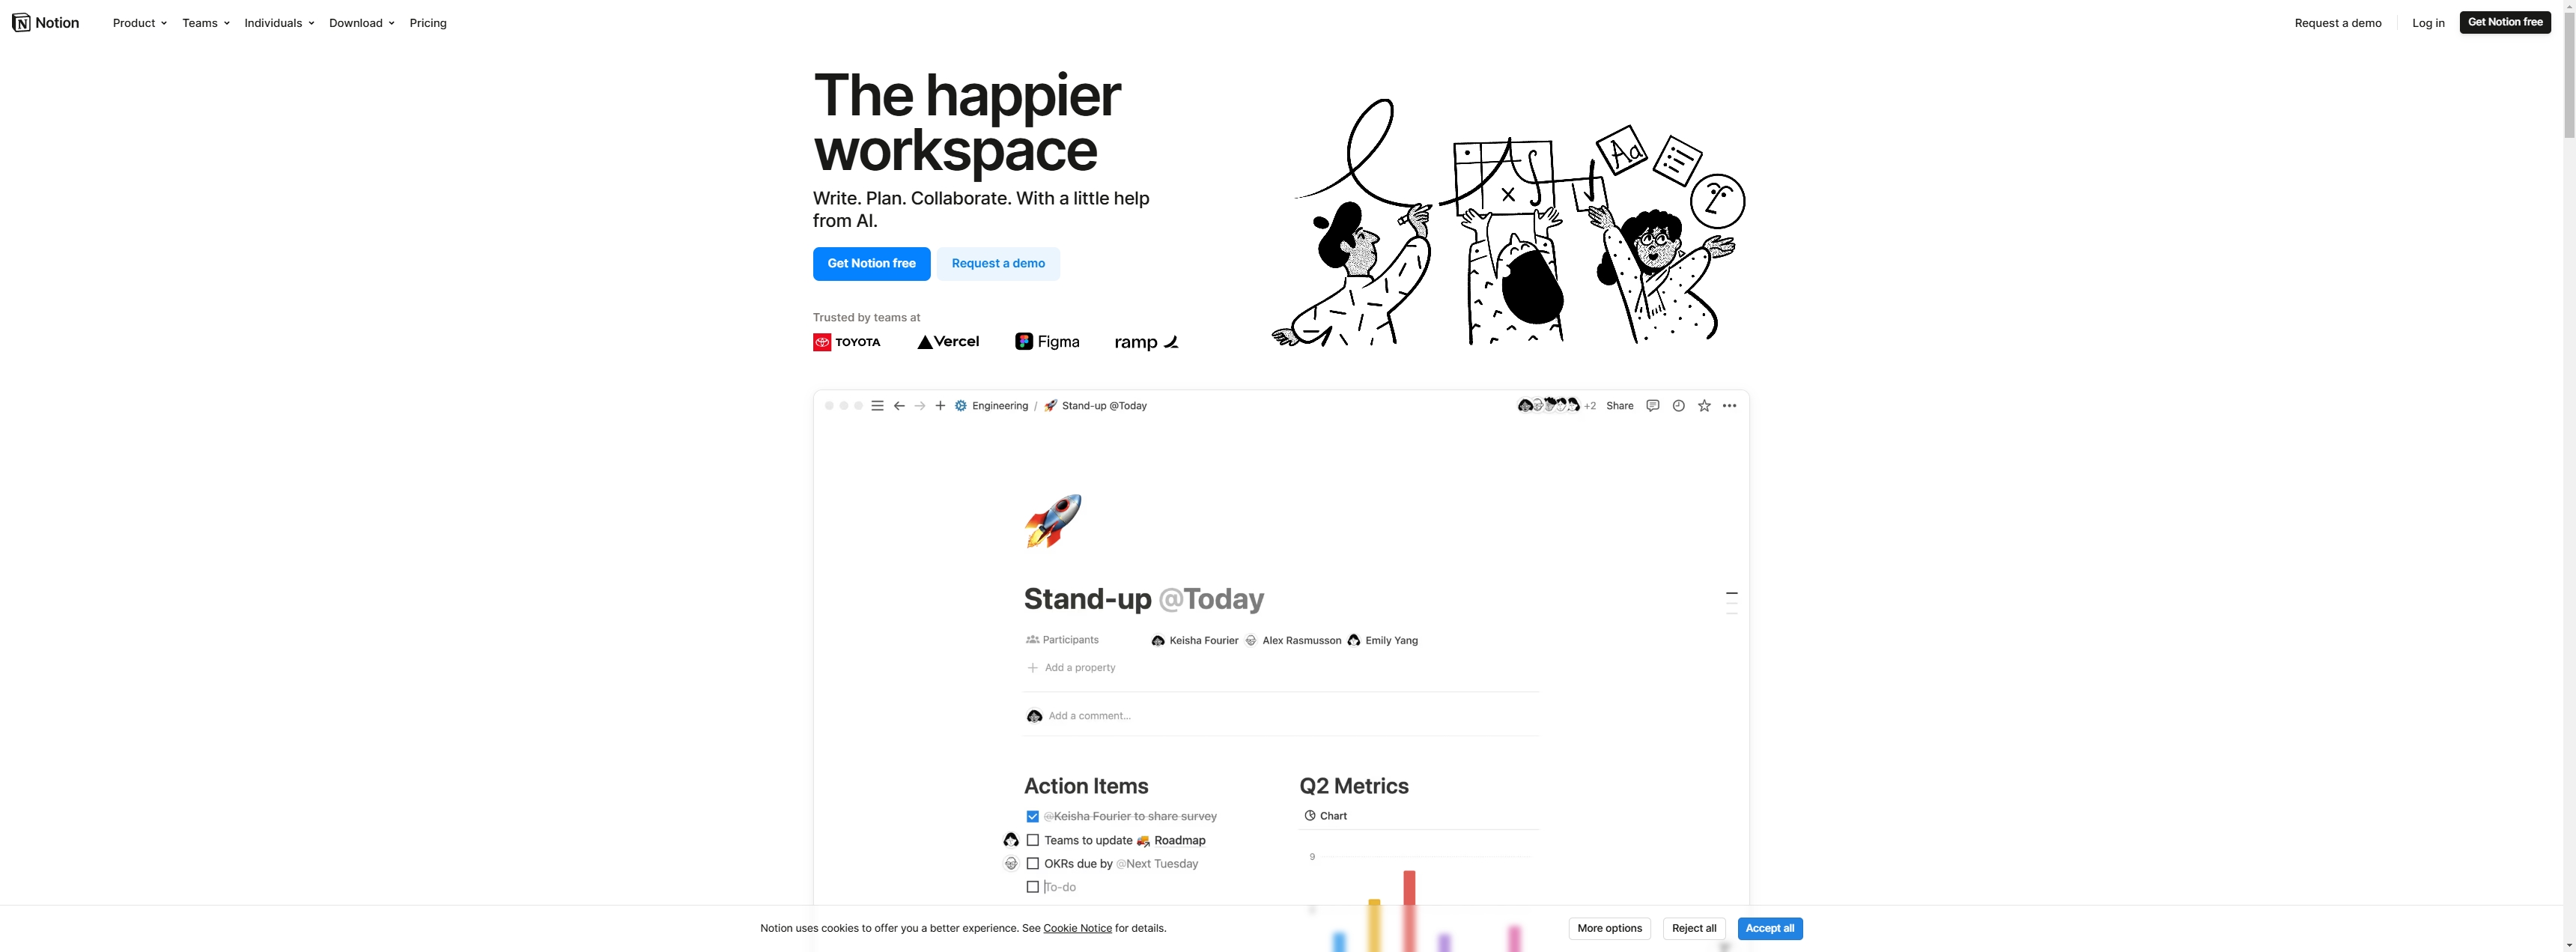 Notion
Product
Teams
Individuals
Download
Pricing
Request a demo
Log in
Get Notion free
The happier
workspace
Write. Plan. Collaborate. With a little help
from AI.
Get Notion free
Request a demo
Aa
Trusted by teams at
TOYOTA
Vercel
Figma
ramp
Engineering / Stand-up @Today
+2
Share
Stand-up @Today
Participants
Keisha Fourier
Alex Rasmusson
Emily Yang
Add a property
Add a comment...
Action Items
@Keisha Fourier to share survey
Teams to update 🚚 Roadmap
OKRs due by @Next Tuesday
To-do
Q2 Metrics
Chart
9
Notion uses cookies to offer you a better experience. See Cookie Notice for details.
More options
Reject all
Accept all